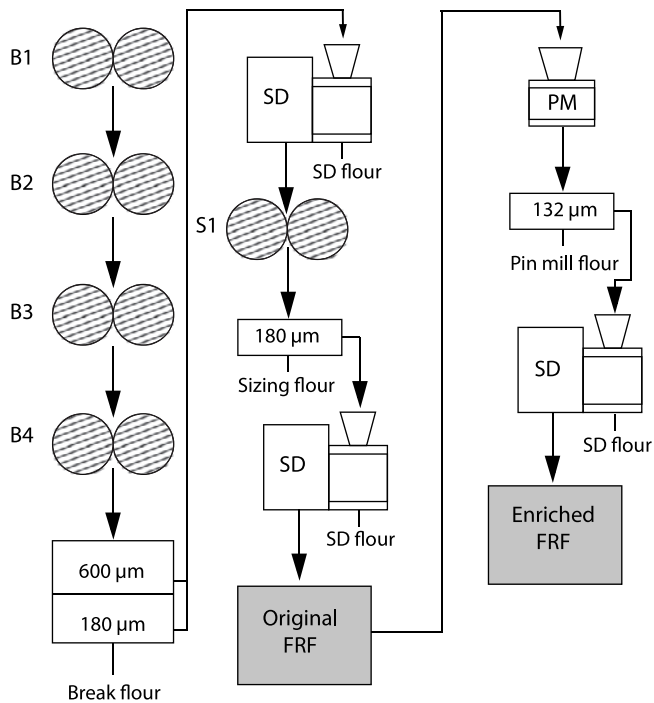 B1
B2
B3
B4
600 µm
180 µm
Break flour
SD
SD flour
S1
180 µm
Sizing flour
SD
SD flour
Original
FRF
PM
132 µm
Pin mill flour
SD
SD flour
Enriched
FRF